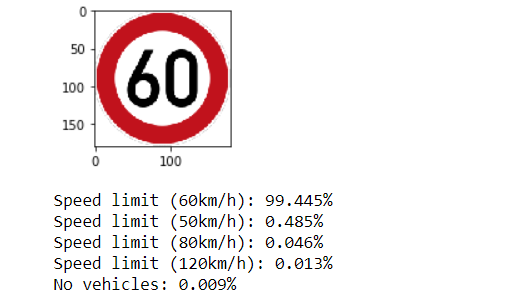 0
50
100
150
60
0 100
Speed limit (60km/h): 99.445%
Speed limit (50km/h): 0.485%
Speed limit (80km/h): 0.046%
Speed limit (120km/h): 0.013%
No vehicles: 0.009%